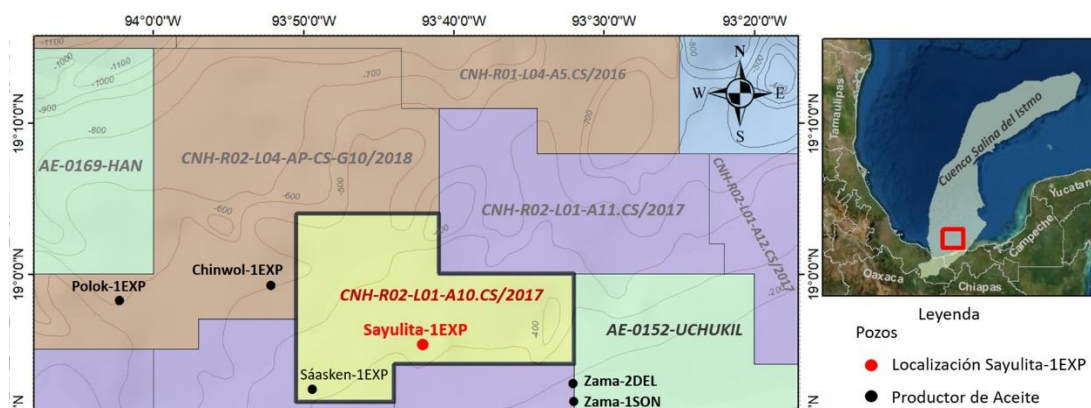 94°0'0"W
93°50'0"W
93°40'0"W
93°30'0"W
93°20'0"W
19°10'0"N
19°0'0"N
19°10'0"N
19°0'0"N
-1100
-1000
-1100
-1000
-900
-800
-700
-700
-800
-500
-600
-600
-500
-400
-200
N
W
E
S
CNH-R01-L04-A5.CS/2016
AE-0169-HAN
CNH-R02-L04-AP-CS-G10/2018
CNH-R02-L01-A11.CS/2017
CNH-R02-L01-A12.CS/2017
Chinwol-1EXP
Polok-1EXP
CNH-R02-L01-A10.CS/2017
Sayulita-1EXP
AE-0152-UCHUKIL
Sáasken-1EXP
Zama-2DEL
Zama-1SON
Tamaulipas
Cuenca Salina del Istmo
Yucatan
Campeche
Oaxaca
Chiapas
Leyenda
Pozos
Localización Sayulita-1EXP
Productor de Aceite